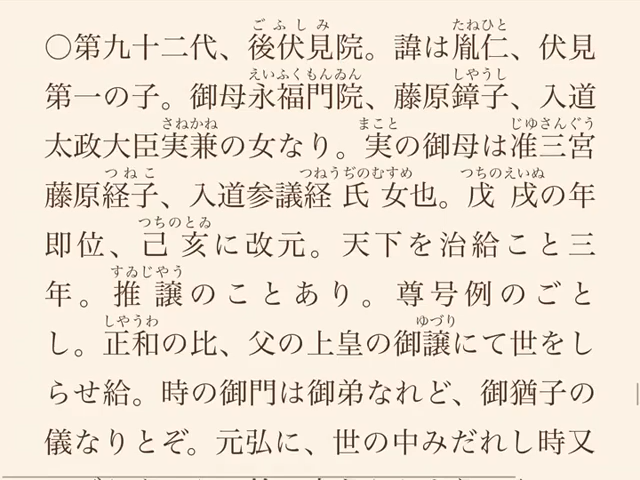 〇第九十二代、後伏見院。諱は胤仁、伏見
第一の子。御母永福門院、藤原鏱子、入道
太政大臣実兼の女なり。実の御母は准三宮
藤原経子、入道参議経氏女也。戊戌の年
即位、己亥に改元。天下を治給こと三
年。推譲のことあり。尊号例のごと
し。正和の比、父の上皇の御譲にて世をし
らせ給。時の御門は御弟なれど、御猶子の
儀なりとぞ。元弘に、世の中みだれし時又